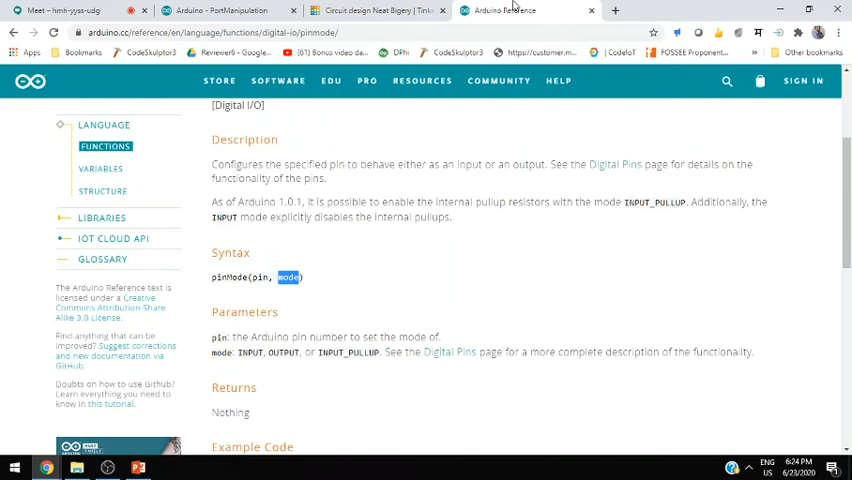 Meet – hmh-yyss-udg
Arduino - PortManipulation
Circuit design Neat Bigery | Tinke
Arduino Reference
arduino.cc/reference/en/language/functions/digital-io/pinmode/
Apps
CodeSkulptor3
Reviewer6 - Google...
(61) Bonus video da...
DPhi
https://customer.m...
| CodeIoT
FOSSEE Proponent...
»
Other bookmarks
STORE SOFTWARE EDU PRO RESOURCES COMMUNITY HELP
SIGN IN
LANGUAGE
FUNCTIONS
VARIABLES
STRUCTURE
LIBRARIES
IOT CLOUD API
GLOSSARY
The Arduino Reference text is
licensed under a Creative
Commons Attribution-Share
Alike 3.0 License.
Find anything that can be
improved? Suggest corrections
and new documentation via
GitHub.
Doubts on how to use Github?
Learn everything you need to
know in this tutorial.
[Digital I/O]
Description
Configures the specified pin to behave either as an input or an output. See the Digital Pins page for details on the
functionality of the pins.
As of Arduino 1.0.1, it is possible to enable the internal pullup resistors with the mode INPUT_PULLUP. Additionally, the
INPUT mode explicitly disables the internal pullups.
Syntax
pinMode(pin, mode)
Parameters
pin: the Arduino pin number to set the mode of.
mode: INPUT, OUTPUT, or INPUT_PULLUP. See the Digital Pins page for a more complete description of the functionality.
Returns
Nothing
Example Code
ENG
US
6:24 PM
6/23/2020